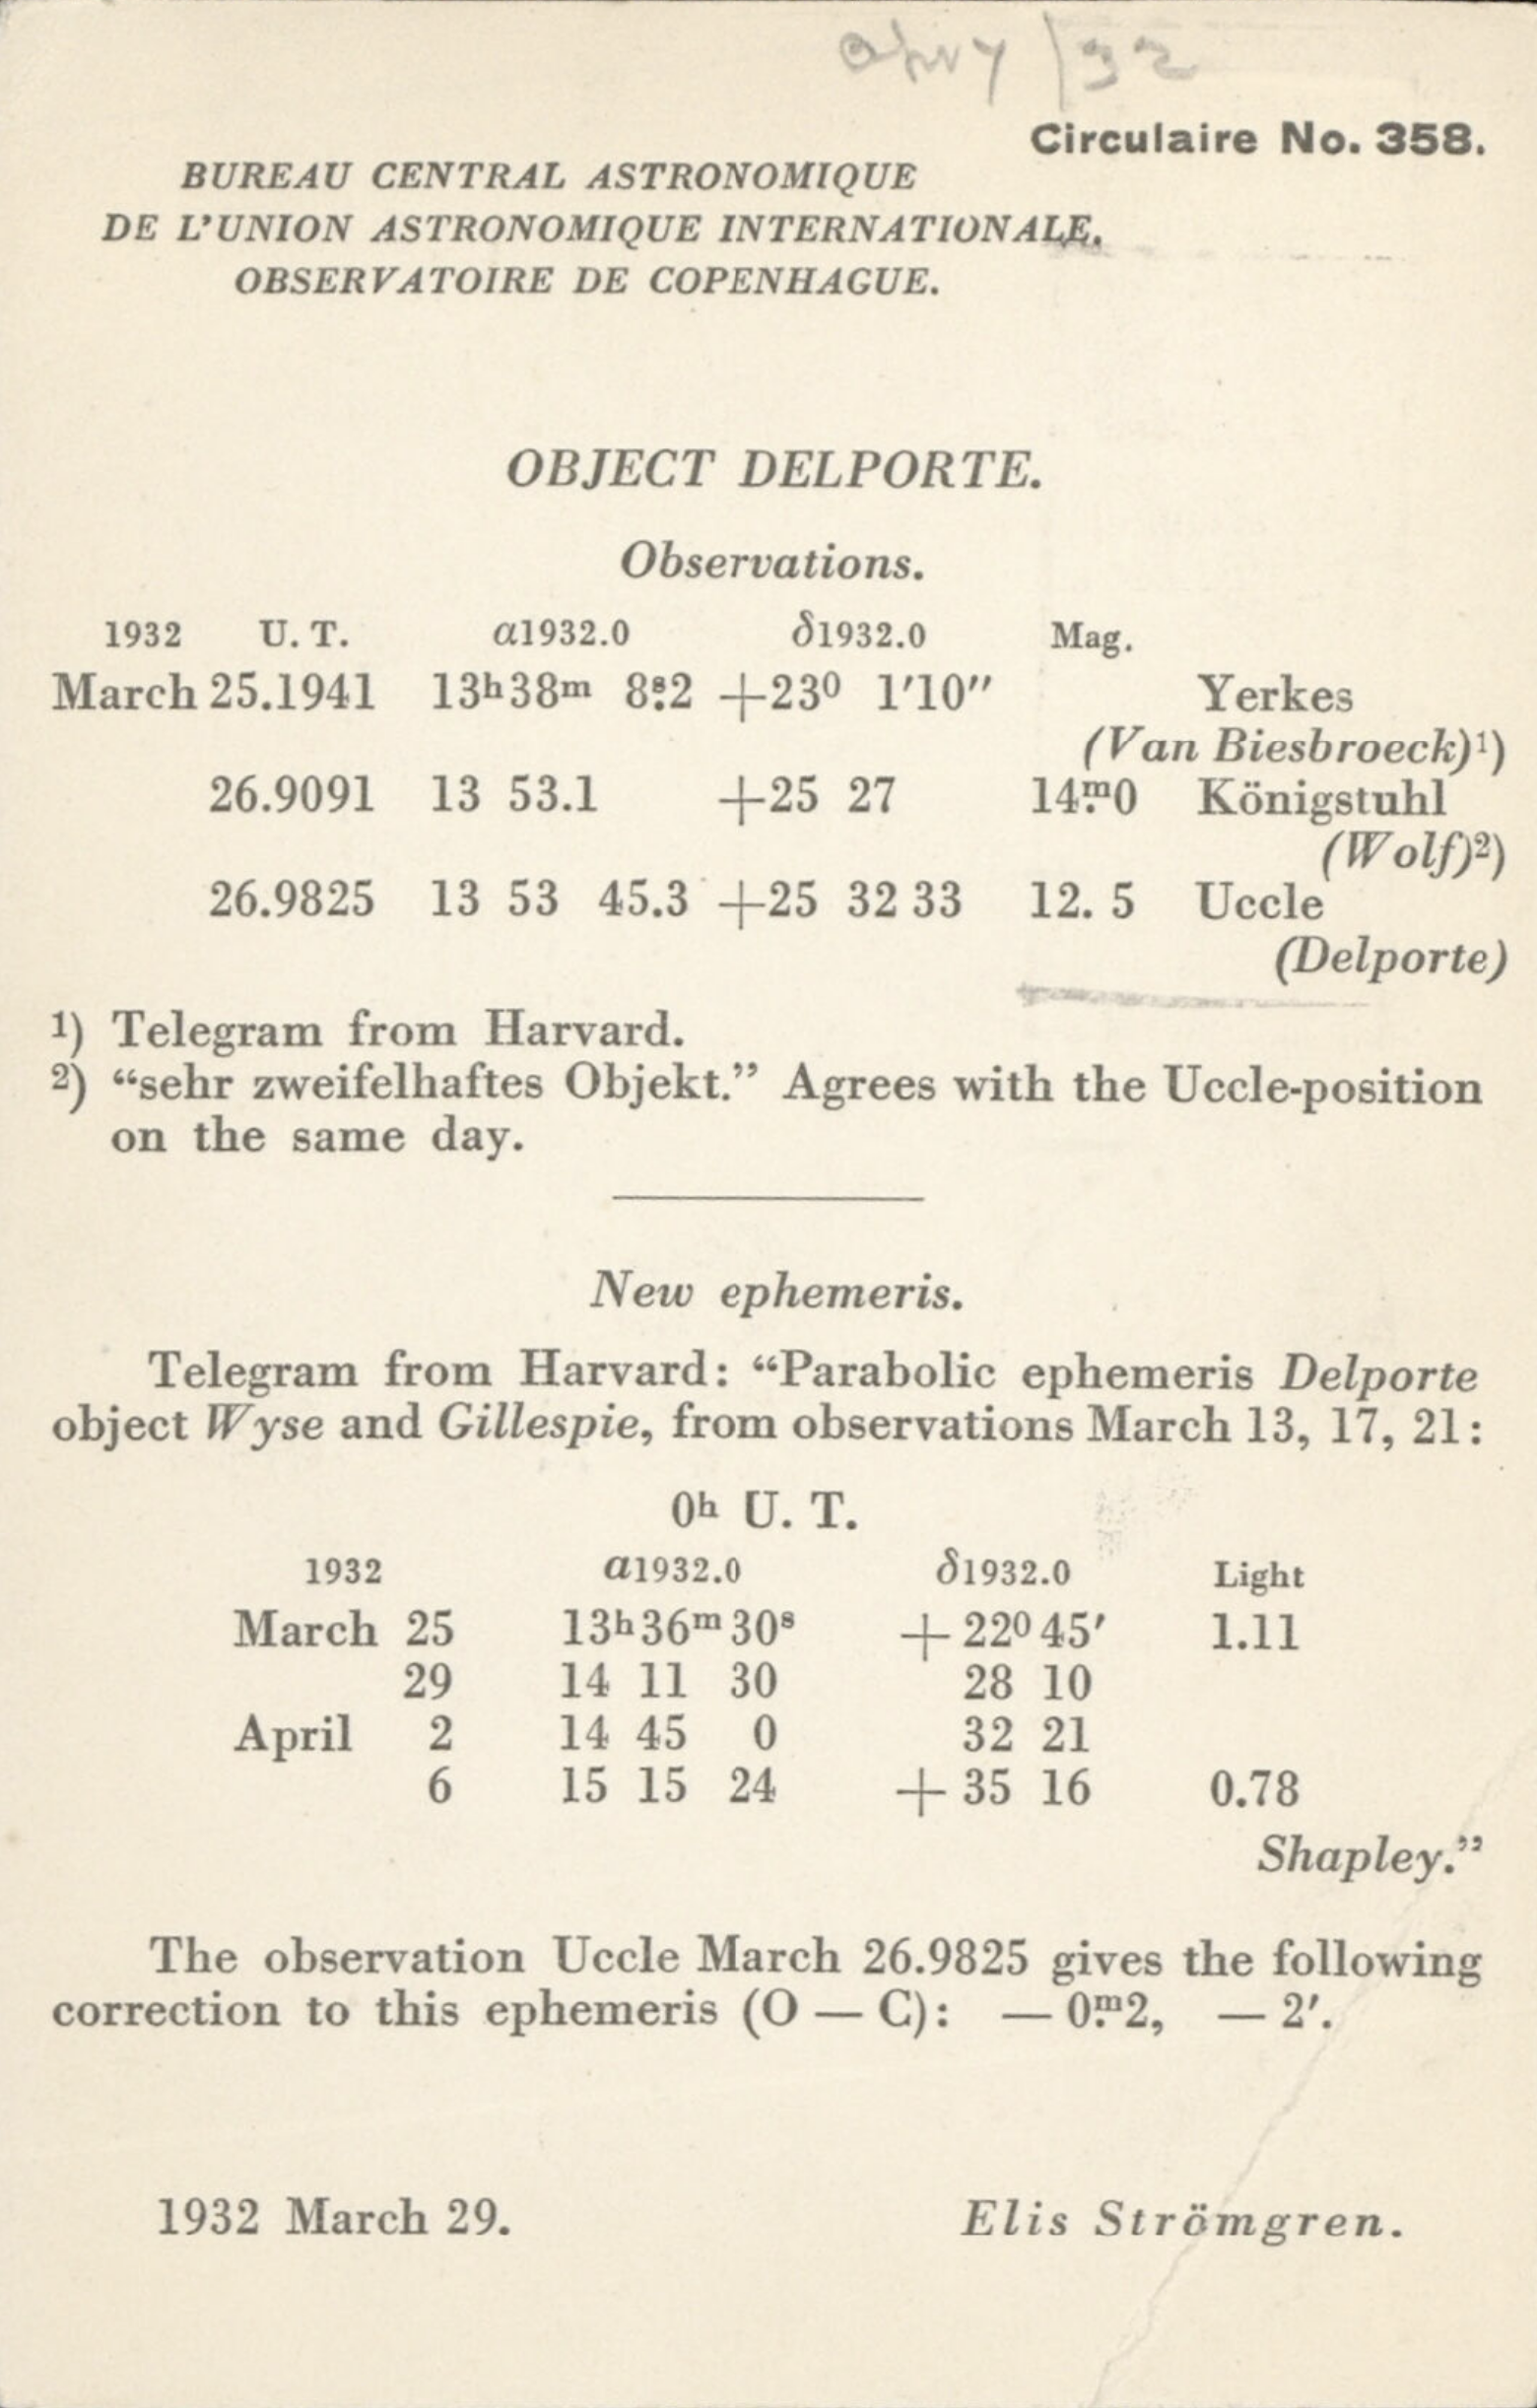 Circulaire No. 358.
BUREAU CENTRAL ASTRONOMIQUE
DE L'UNION ASTRONOMIQUE INTERNATIONALE.
OBSERVATOIRE DE COPENHAGUE.
OBJECT DELPORTE.
Observations.
1932 U. T. α1932.0 δ1932.0 Mag.
March 25.1941 13ʰ38ᵐ 8ˢ.2 +23⁰ 1′10″ Yerkes
(Van Biesbroeck)¹)
26.9091 13 53.1 +25 27 14ᵐ.0 Königstuhl
(Wolf)²)
26.9825 13 53 45.3 +25 32 33 12. 5 Uccle
(Delporte)
¹) Telegram from Harvard.
²) “sehr zweifelhaftes Objekt.” Agrees with the Uccle-position
on the same day.
New ephemeris.
Telegram from Harvard: “Parabolic ephemeris Delporte
object Wyse and Gillespie, from observations March 13, 17, 21:
0ʰ U. T.
1932 α1932.0 δ1932.0 Light
March 25 13ʰ36ᵐ30ˢ +22⁰45′ 1.11
29 14 11 30 28 10
April 2 14 45 0 32 21
6 15 15 24 +35 16 0.78
Shapley.”
The observation Uccle March 26.9825 gives the following
correction to this ephemeris (O — C): — 0ᵐ.2, — 2′.
1932 March 29. Elis Strömgren.